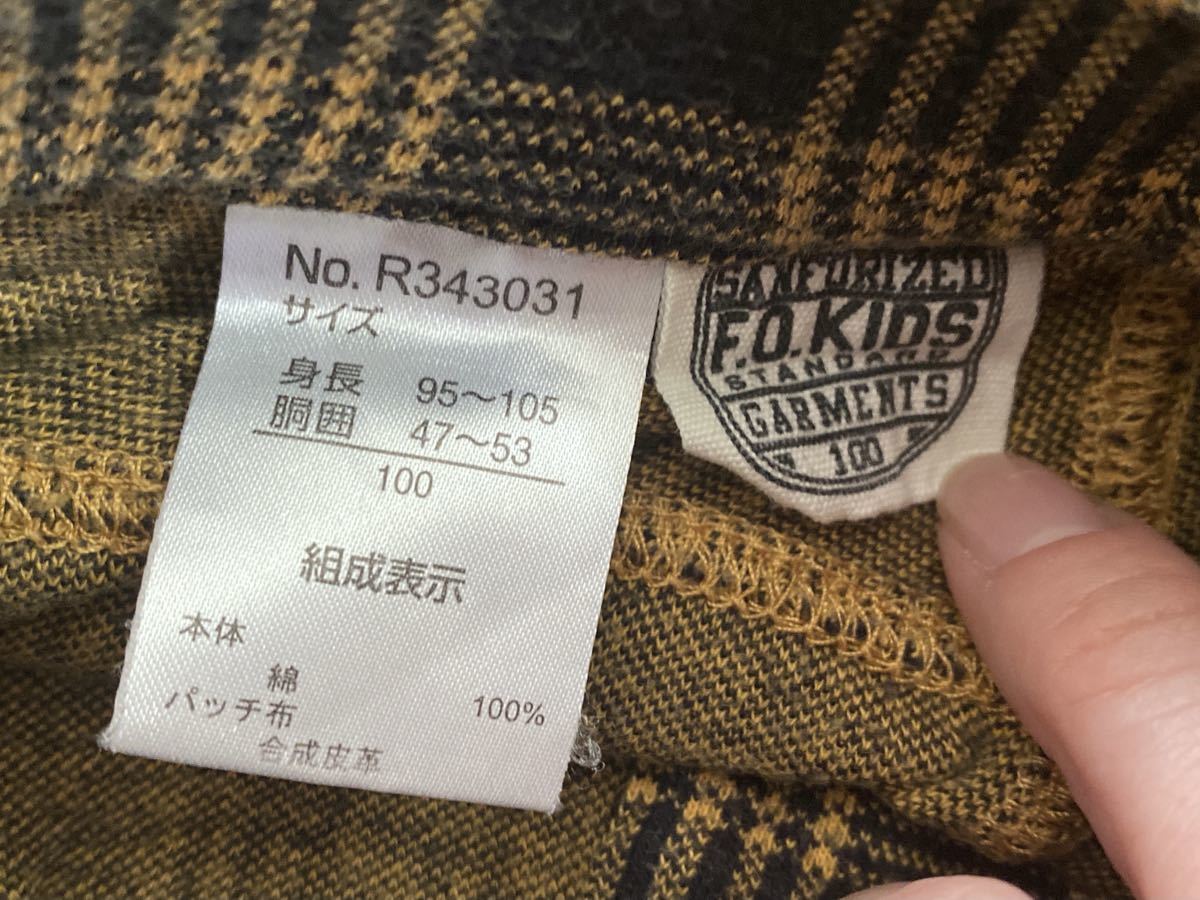 No. R343031
サイズ
身長 95～105
胴囲 47～53
100
組成表示
本体
綿 100%
パッチ布
合成皮革
SANFORIZED
F.O.KIDS
STANDARD
GARMENTS
100